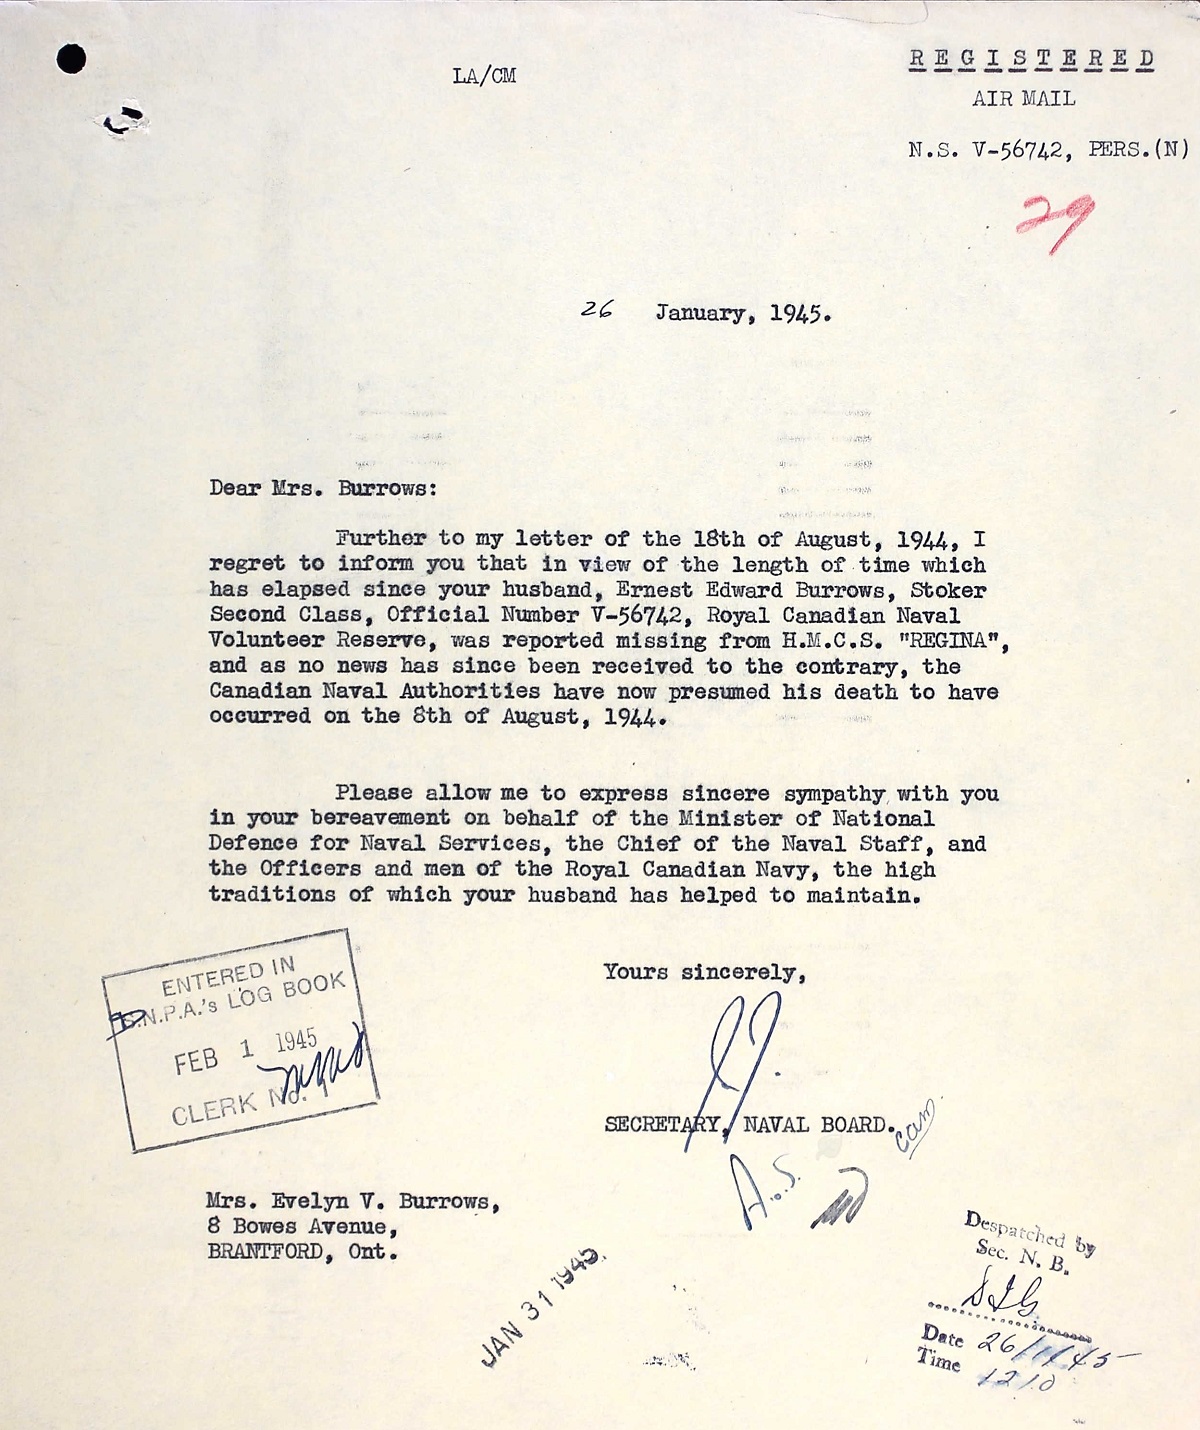 REGISTERED
LA/CM
AIR MAIL
N.S. V-56742, PERS.(N)
29
26 January, 1945.
Dear Mrs. Burrows:
Further to my letter of the 18th of August, 1944, I
regret to inform you that in view of the length of time which
has elapsed since your husband, Ernest Edward Burrows, Stoker
Second Class, Official Number V-56742, Royal Canadian Naval
Volunteer Reserve, was reported missing from H.M.C.S. "REGINA",
and as no news has since been received to the contrary, the
Canadian Naval Authorities have now presumed his death to have
occurred on the 8th of August, 1944.
Please allow me to express sincere sympathy with you
in your bereavement on behalf of the Minister of National
Defence for Naval Services, the Chief of the Naval Staff, and
the Officers and men of the Royal Canadian Navy, the high
traditions of which your husband has helped to maintain.
Yours sincerely,
SECRETARY, NAVAL BOARD.
A.S.
ENTERED IN
N.P.A.'s LOG BOOK
FEB 1 1945
CLERK No.
Mrs. Evelyn V. Burrows,
8 Bowes Avenue,
BRANTFORD, Ont.
JAN 31 1945
Despatched by
Sec. N. B.
Date 26/1/45
Time 1210